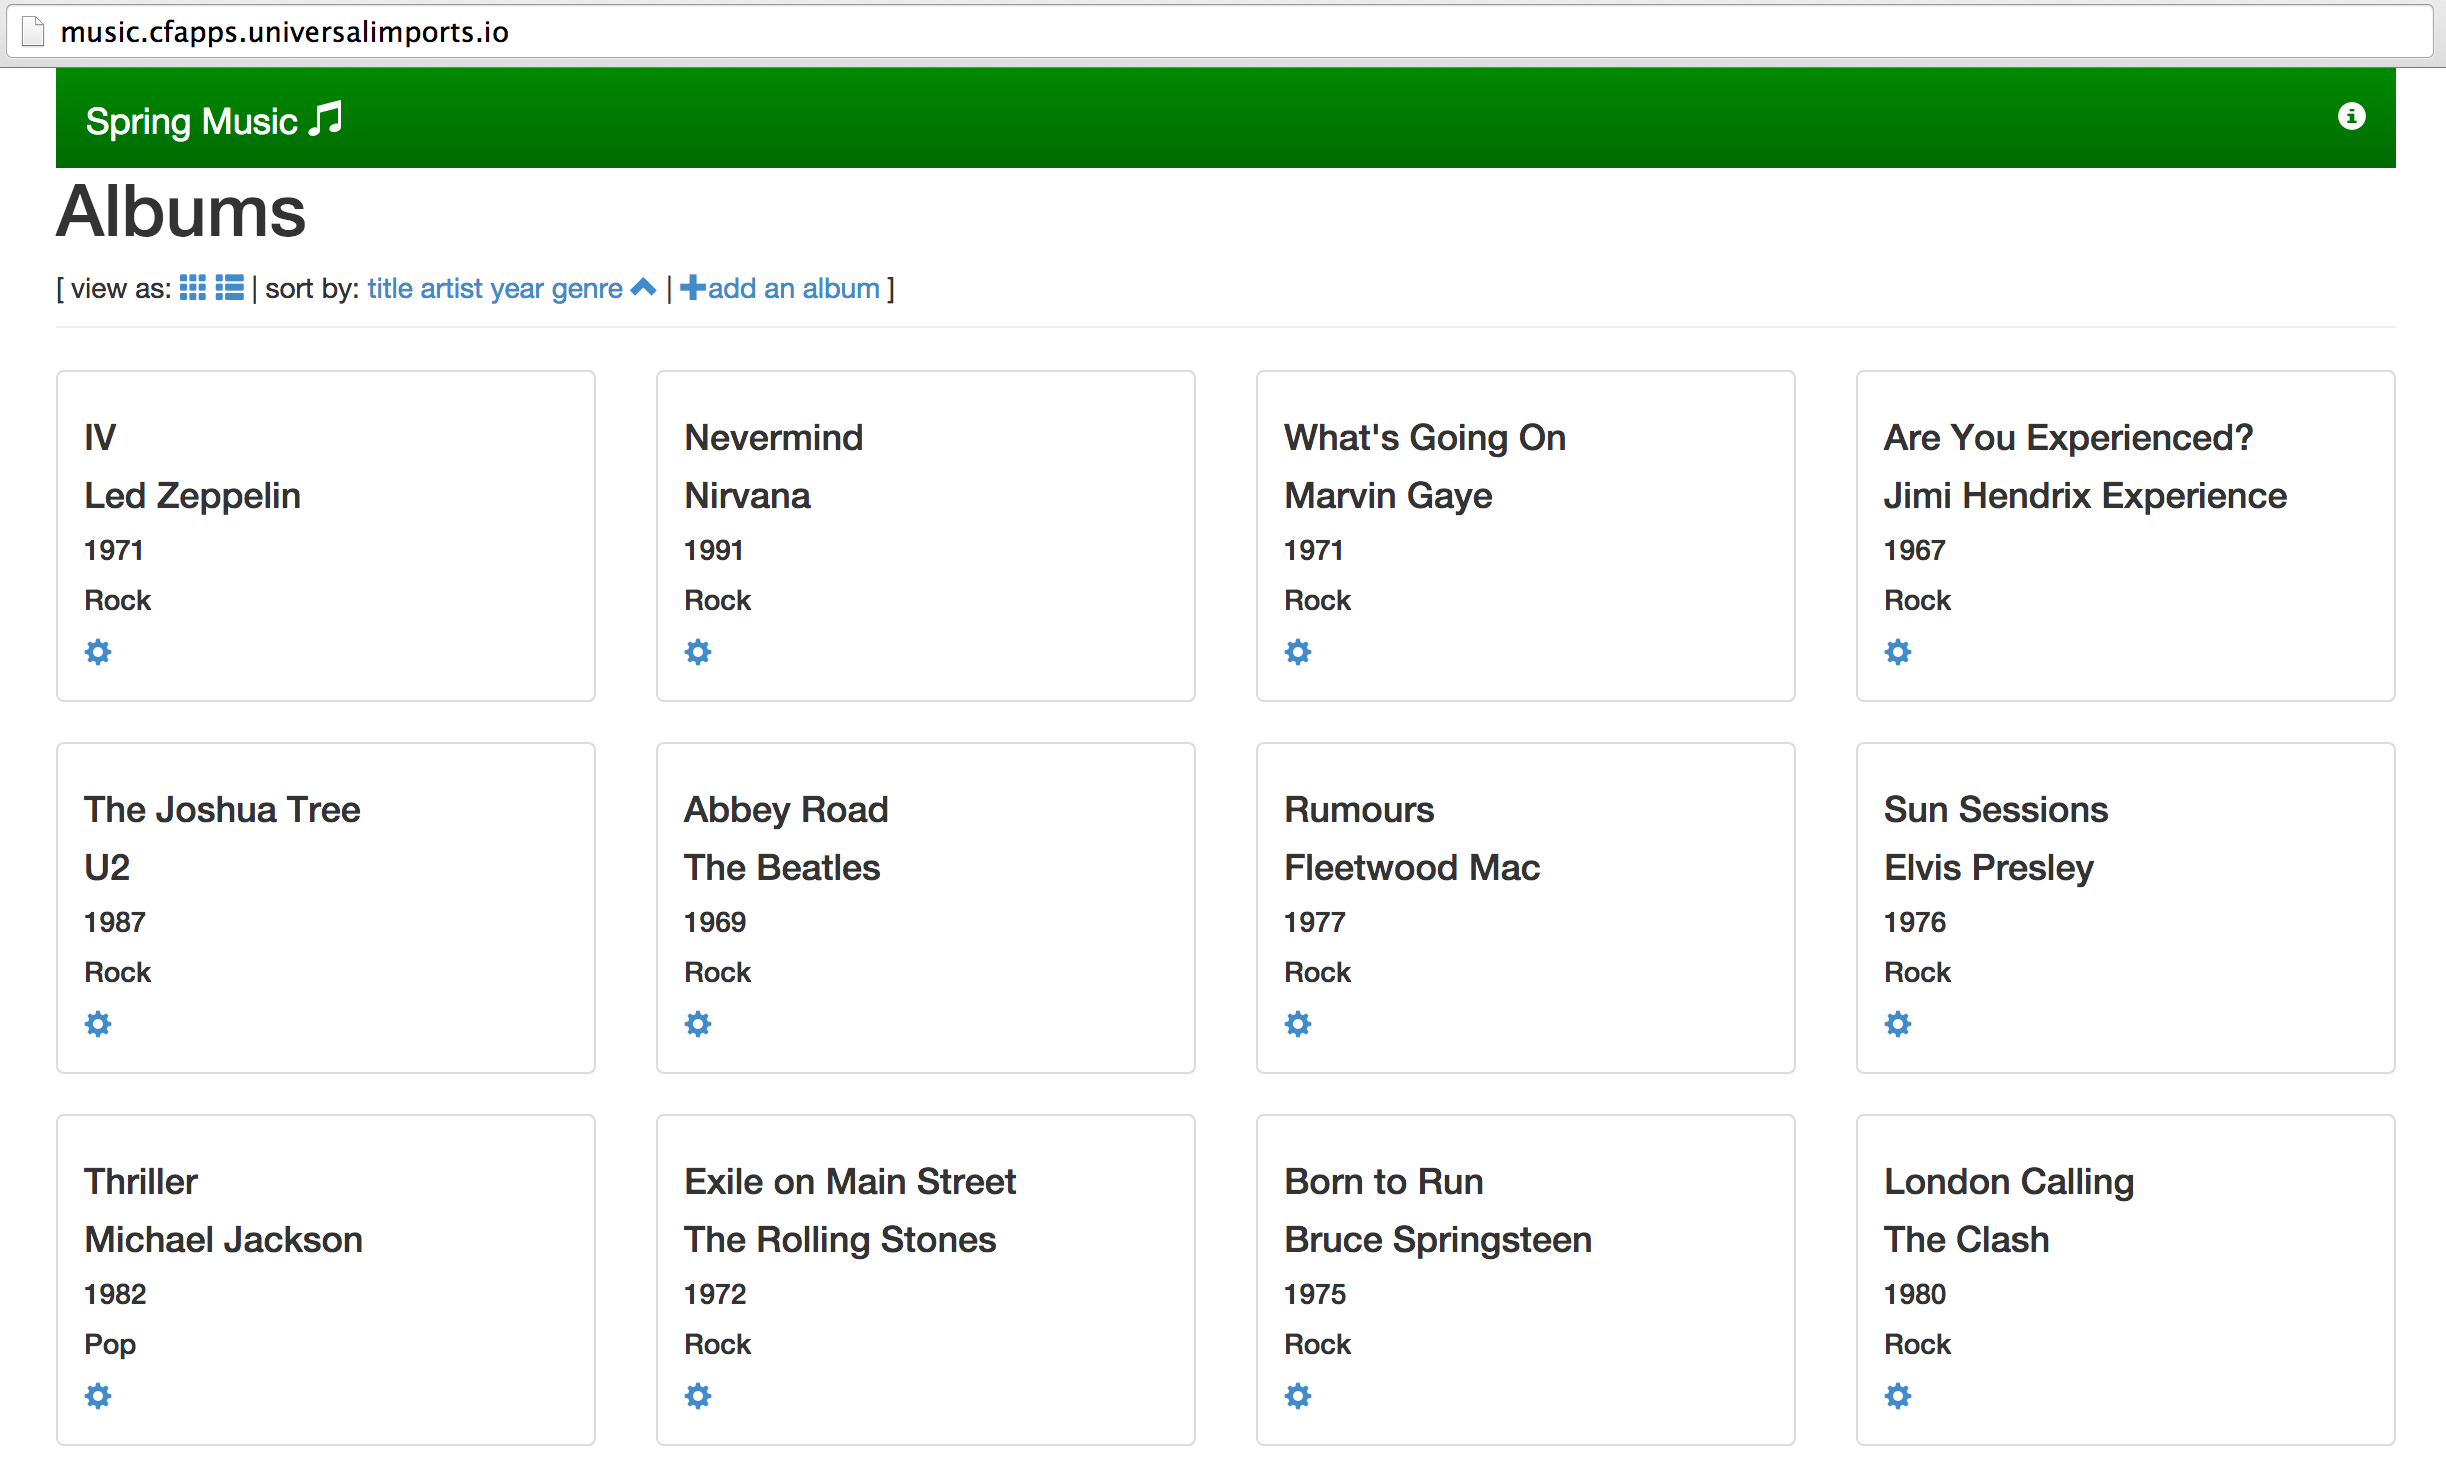 music.cfapps.universalimports.io
Spring Music
Albums
[ view as: | sort by: title artist year genre | add an album ]
IV
Led Zeppelin
1971
Rock
Nevermind
Nirvana
1991
Rock
What's Going On
Marvin Gaye
1971
Rock
Are You Experienced?
Jimi Hendrix Experience
1967
Rock
The Joshua Tree
U2
1987
Rock
Abbey Road
The Beatles
1969
Rock
Rumours
Fleetwood Mac
1977
Rock
Sun Sessions
Elvis Presley
1976
Rock
Thriller
Michael Jackson
1982
Pop
Exile on Main Street
The Rolling Stones
1972
Rock
Born to Run
Bruce Springsteen
1975
Rock
London Calling
The Clash
1980
Rock